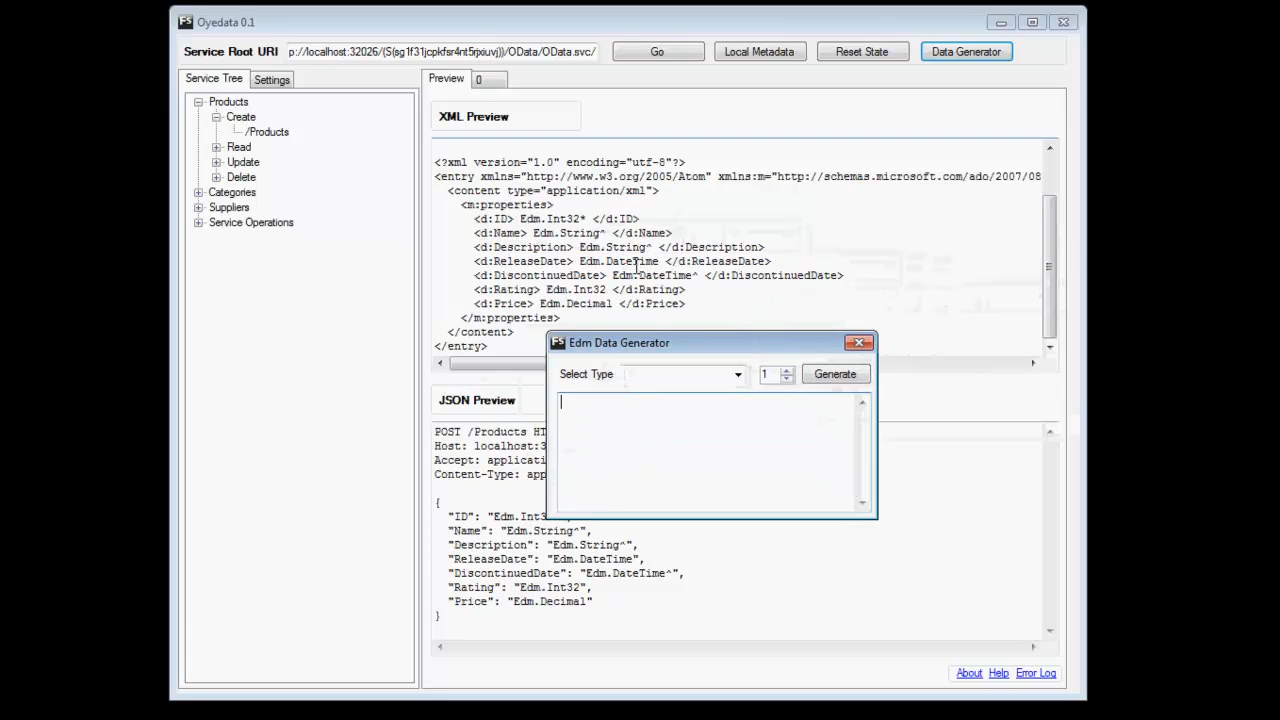 FS Oyedata 0.1
Service Root URI p://localhost:32026/(S(sg1f31jcpkfsr4nt5rjxiuvj))/OData/OData.svc/ Go Local Metadata Reset State Data Generator
Service Tree Settings
Products
Create
/Products
Read
Update
Delete
Categories
Suppliers
Service Operations
Preview 0
XML Preview
<?xml version="1.0" encoding="utf-8"?>
<entry xmlns="http://www.w3.org/2005/Atom" xmlns:m="http://schemas.microsoft.com/ado/2007/08
<content type="application/xml">
<m:properties>
<d:ID> Edm.Int32* </d:ID>
<d:Name> Edm.String^ </d:Name>
<d:Description> Edm.String^ </d:Description>
<d:ReleaseDate> Edm.DateTime </d:ReleaseDate>
<d:DiscontinuedDate> Edm.DateTime^ </d:DiscontinuedDate>
<d:Rating> Edm.Int32 </d:Rating>
<d:Price> Edm.Decimal </d:Price>
</m:properties>
</content>
</entry>
FS Edm Data Generator
Select Type 1 Generate
JSON Preview
POST /Products HT
Host: localhost:3
Accept: applicati
Content-Type: app
{
"ID": "Edm.Int3
"Name": "Edm.String^",
"Description": "Edm.String^",
"ReleaseDate": "Edm.DateTime",
"DiscontinuedDate": "Edm.DateTime^",
"Rating": "Edm.Int32",
"Price": "Edm.Decimal"
}
About Help Error Log